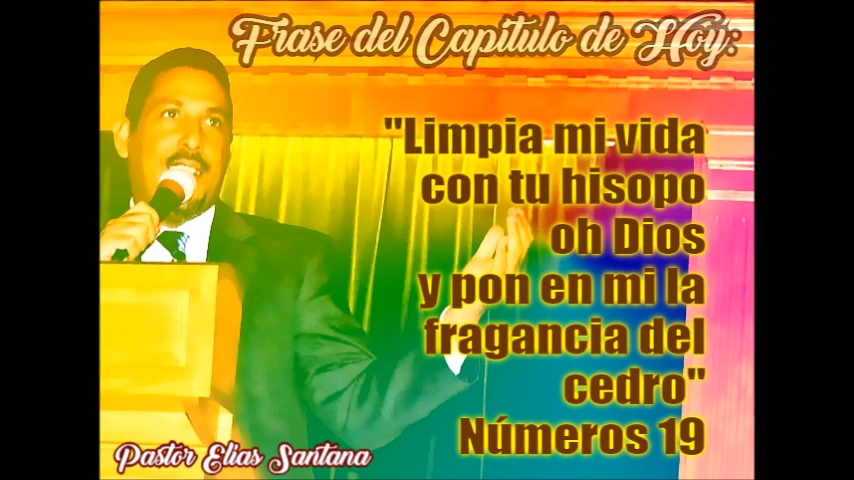 Frase del Capitulo de Hoy:
"Limpia mi vida
con tu hisopo
oh Dios
y pon en mi la
fragancia del
cedro"
Números 19
Pastor Elias Santana